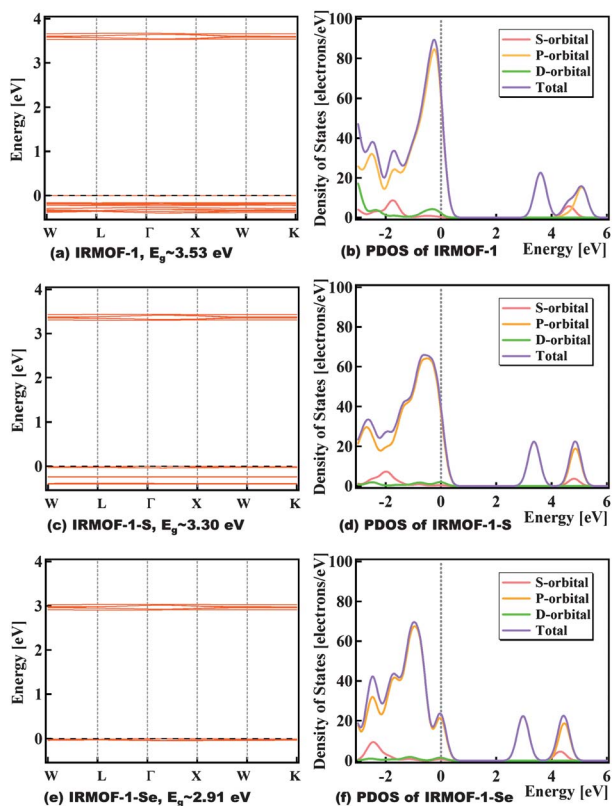 Energy [eV]
4
3
2
1
0
W L Γ X W K
(a) IRMOF-1, Eg~3.53 eV
Density of States [electrons/eV]
100
80
60
40
20
0
S-orbital
P-orbital
D-orbital
Total
-2 0 2 4 6
Energy [eV]
(b) PDOS of IRMOF-1
Energy [eV]
4
3
2
1
0
W L Γ X W K
(c) IRMOF-1-S, Eg~3.30 eV
Density of States [electrons/eV]
100
80
60
40
20
0
S-orbital
P-orbital
D-orbital
Total
-2 0 2 4 6
Energy [eV]
(d) PDOS of IRMOF-1-S
Energy [eV]
4
3
2
1
0
W L Γ X W K
(e) IRMOF-1-Se, Eg~2.91 eV
Density of States [electrons/eV]
100
80
60
40
20
0
S-orbital
P-orbital
D-orbital
Total
-2 0 2 4 6
Energy [eV]
(f) PDOS of IRMOF-1-Se